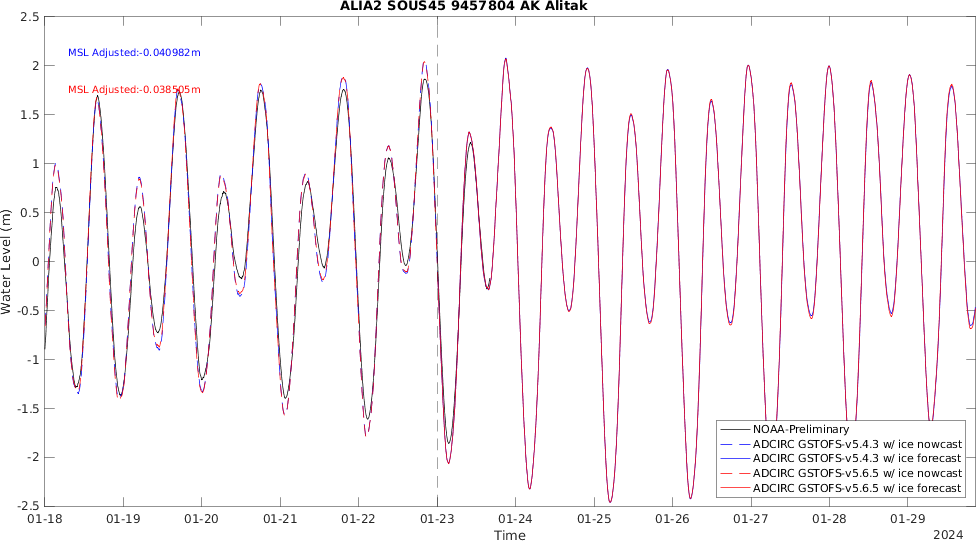 ALIA2 SOUS45 9457804 AK Alitak
MSL Adjusted:-0.040982m
MSL Adjusted:-0.038505m
2.5
2
1.5
1
0.5
0
-0.5
-1
-1.5
-2
-2.5
Water Level (m)
NOAA-Preliminary
ADCIRC GSTOFS-v5.4.3 w/ ice nowcast
ADCIRC GSTOFS-v5.4.3 w/ ice forecast
ADCIRC GSTOFS-v5.6.5 w/ ice nowcast
ADCIRC GSTOFS-v5.6.5 w/ ice forecast
01-18 01-19 01-20 01-21 01-22 01-23 01-24 01-25 01-26 01-27 01-28 01-29
Time
2024